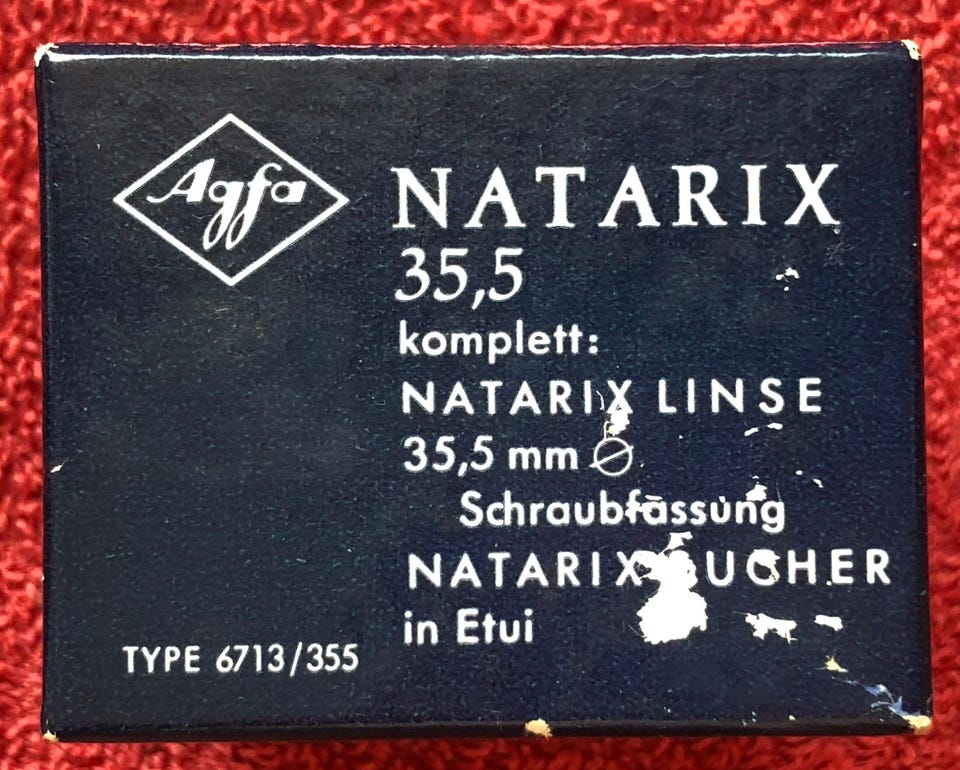 Agfa
NATARIX
35,5
komplett:
NATARIX LINSE
35,5 mm ⌀
Schraubfassung
NATARIX
in Etui
TYPE 6713/355